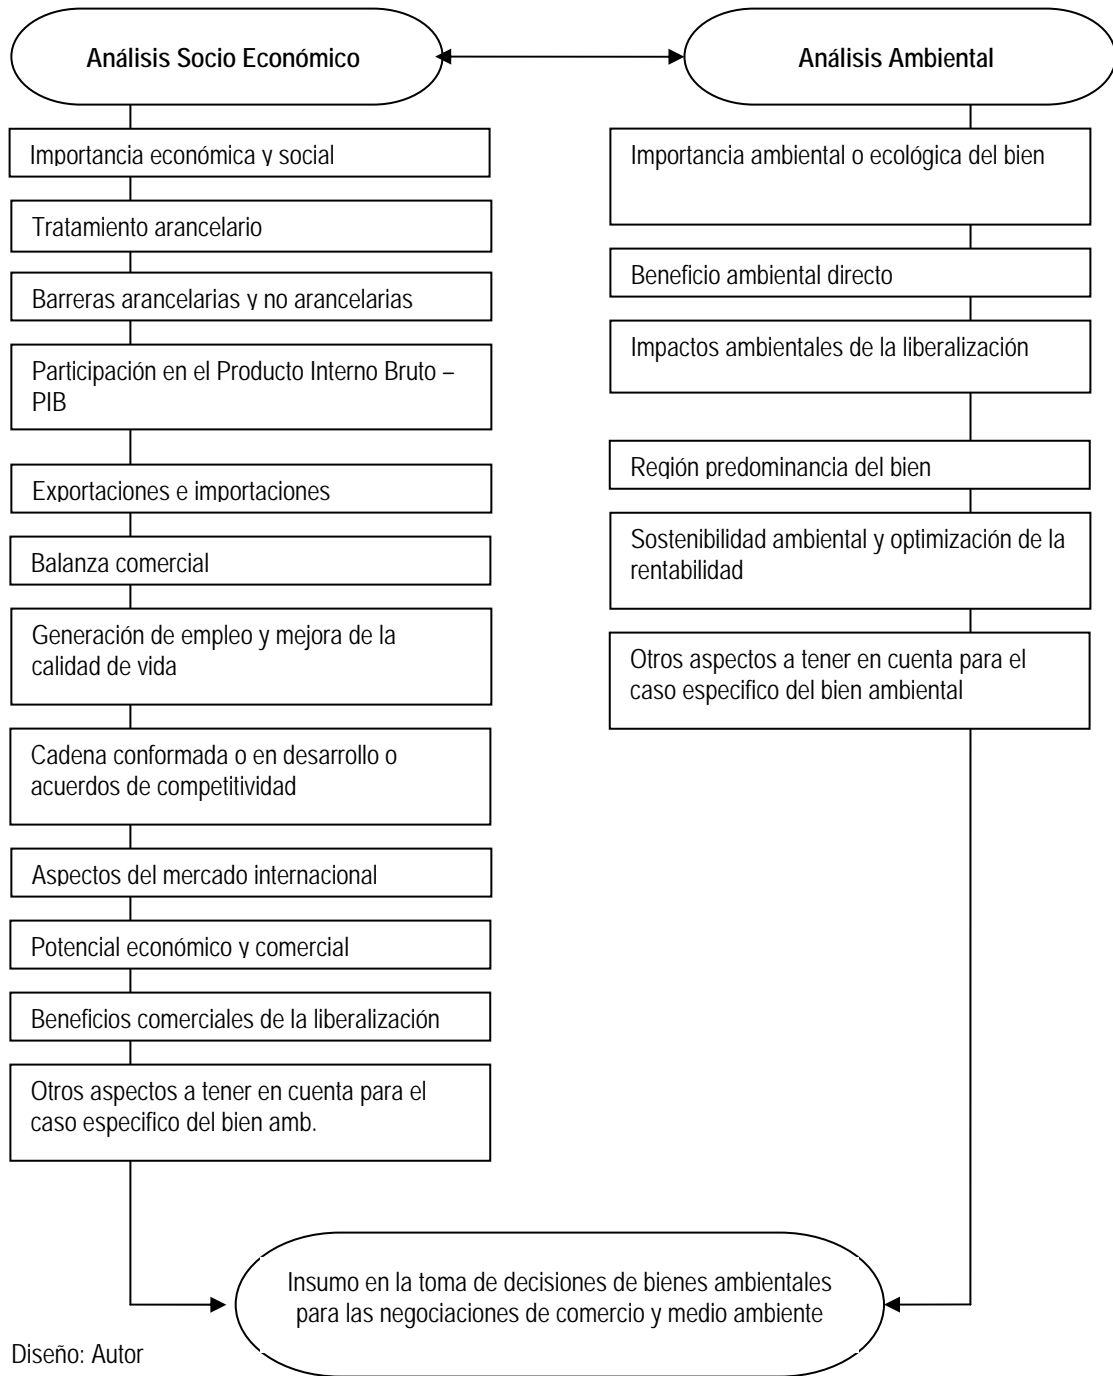 Análisis Socio Económico
Importancia económica y social
Tratamiento arancelario
Barreras arancelarias y no arancelarias
Participación en el Producto Interno Bruto –
PIB
Exportaciones e importaciones
Balanza comercial
Generación de empleo y mejora de la
calidad de vida
Cadena conformada o en desarrollo o
acuerdos de competitividad
Aspectos del mercado internacional
Potencial económico y comercial
Beneficios comerciales de la liberalización
Otros aspectos a tener en cuenta para el
caso especifico del bien amb.
Análisis Ambiental
Importancia ambiental o ecológica del bien
Beneficio ambiental directo
Impactos ambientales de la liberalización
Región predominancia del bien
Sostenibilidad ambiental y optimización de la
rentabilidad
Otros aspectos a tener en cuenta para el
caso especifico del bien ambiental
Insumo en la toma de decisiones de bienes ambientales
para las negociaciones de comercio y medio ambiente
Diseño: Autor